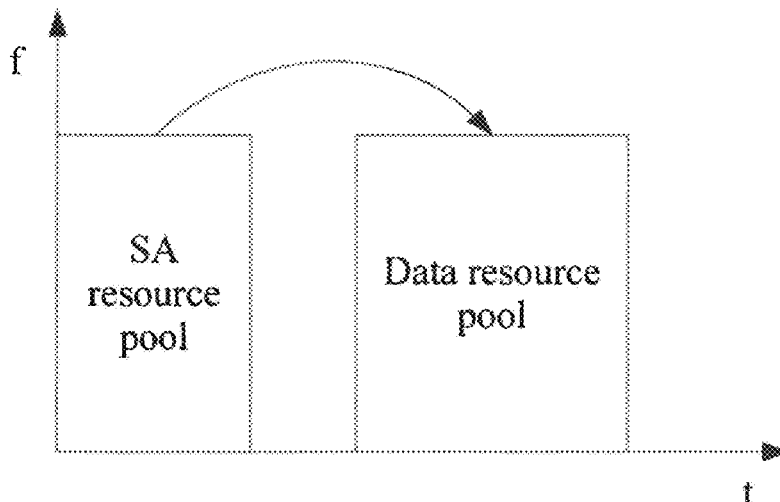 f
SA
resource
pool
Data resource
pool
t